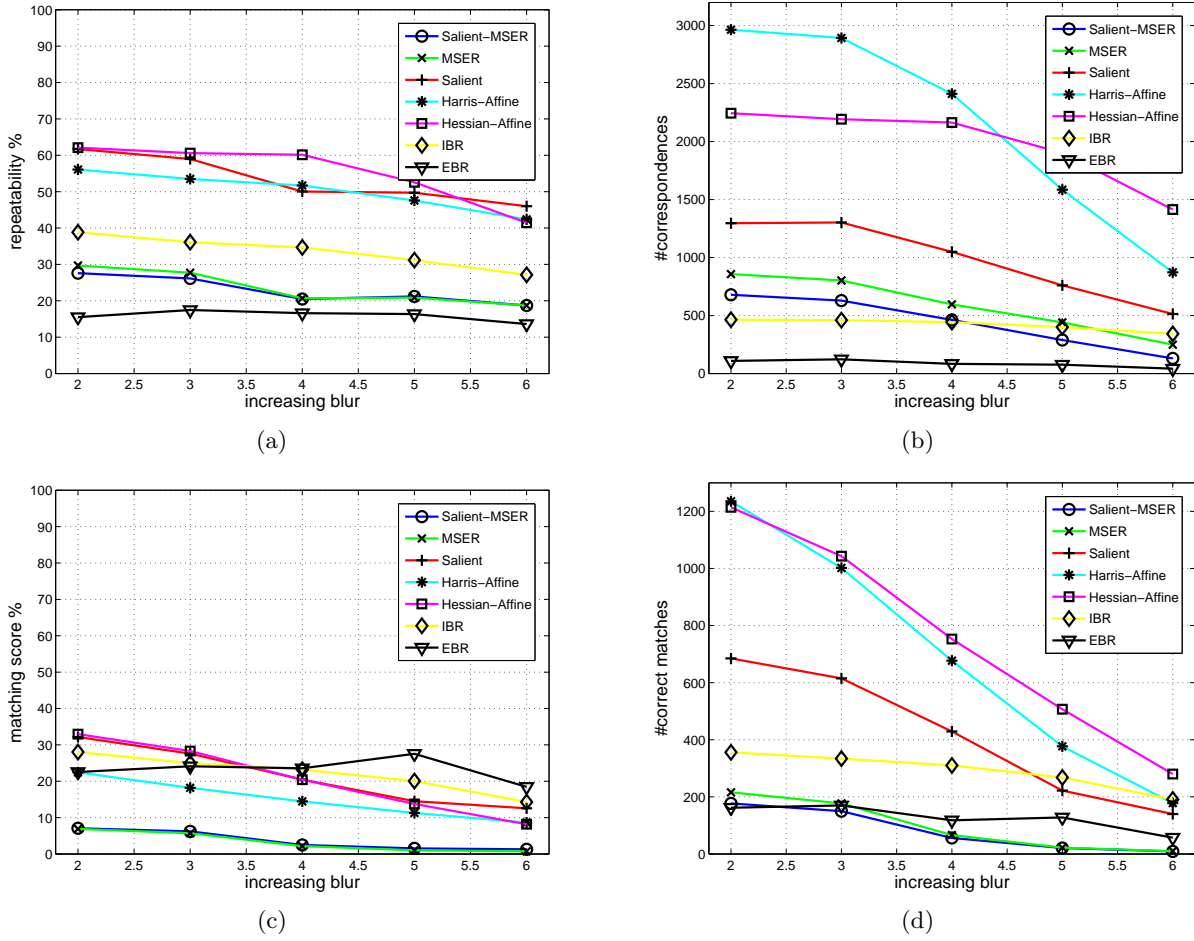 100
90
80
70
60
50
40
30
20
10
0
repeatability %
2 2.5 3 3.5 4 4.5 5 5.5 6
increasing blur
Salient−MSER
MSER
Salient
Harris−Affine
Hessian−Affine
IBR
EBR
(a)
3000
2500
2000
1500
1000
500
0
#correspondences
2 2.5 3 3.5 4 4.5 5 5.5 6
increasing blur
Salient−MSER
MSER
Salient
Harris−Affine
Hessian−Affine
IBR
EBR
(b)
100
90
80
70
60
50
40
30
20
10
0
matching score %
2 2.5 3 3.5 4 4.5 5 5.5 6
increasing blur
Salient−MSER
MSER
Salient
Harris−Affine
Hessian−Affine
IBR
EBR
(c)
1200
1000
800
600
400
200
0
#correct matches
2 2.5 3 3.5 4 4.5 5 5.5 6
increasing blur
Salient−MSER
MSER
Salient
Harris−Affine
Hessian−Affine
IBR
EBR
(d)